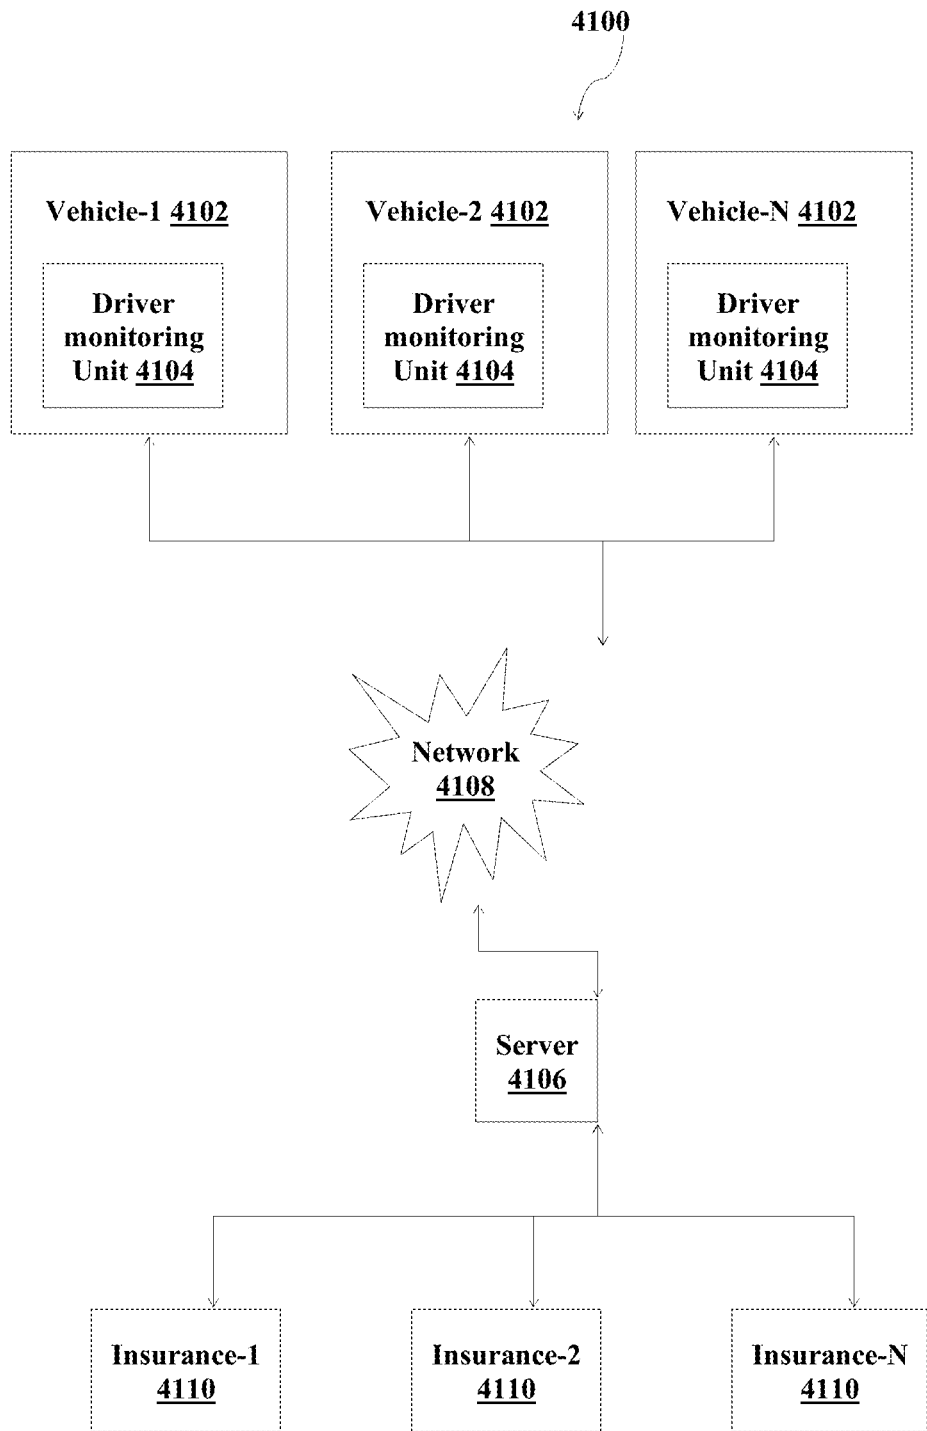 4100
Vehicle-1 4102
Driver
monitoring
Unit 4104
Vehicle-2 4102
Driver
monitoring
Unit 4104
Vehicle-N 4102
Driver
monitoring
Unit 4104
Network
4108
Server
4106
Insurance-1
4110
Insurance-2
4110
Insurance-N
4110